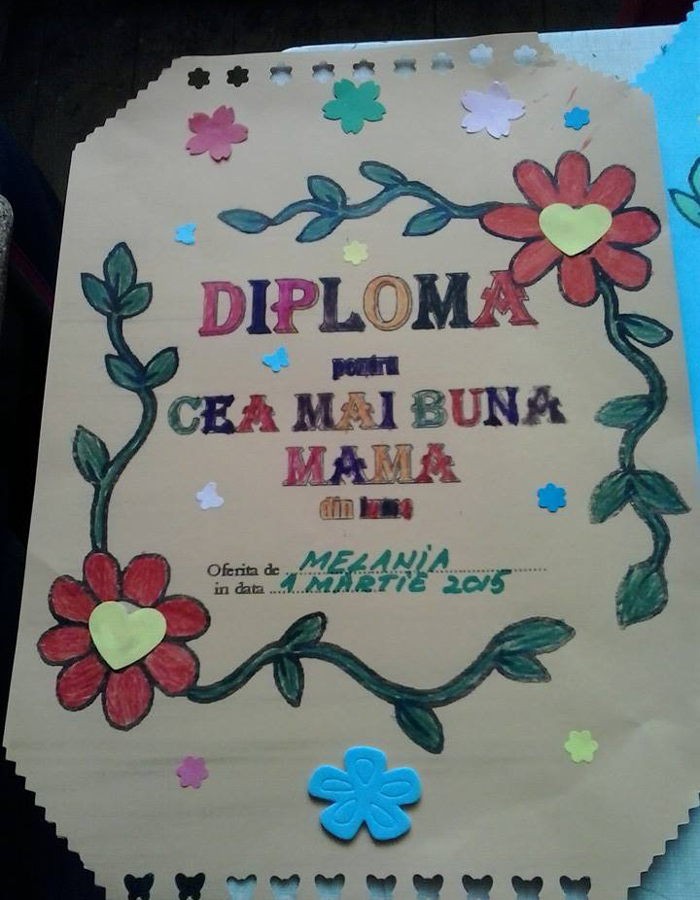 DIPLOMA
pentru
CEA MAI BUNA
MAMA
din lume
Oferita de MELANIA
in data 1 MARTIE 2015